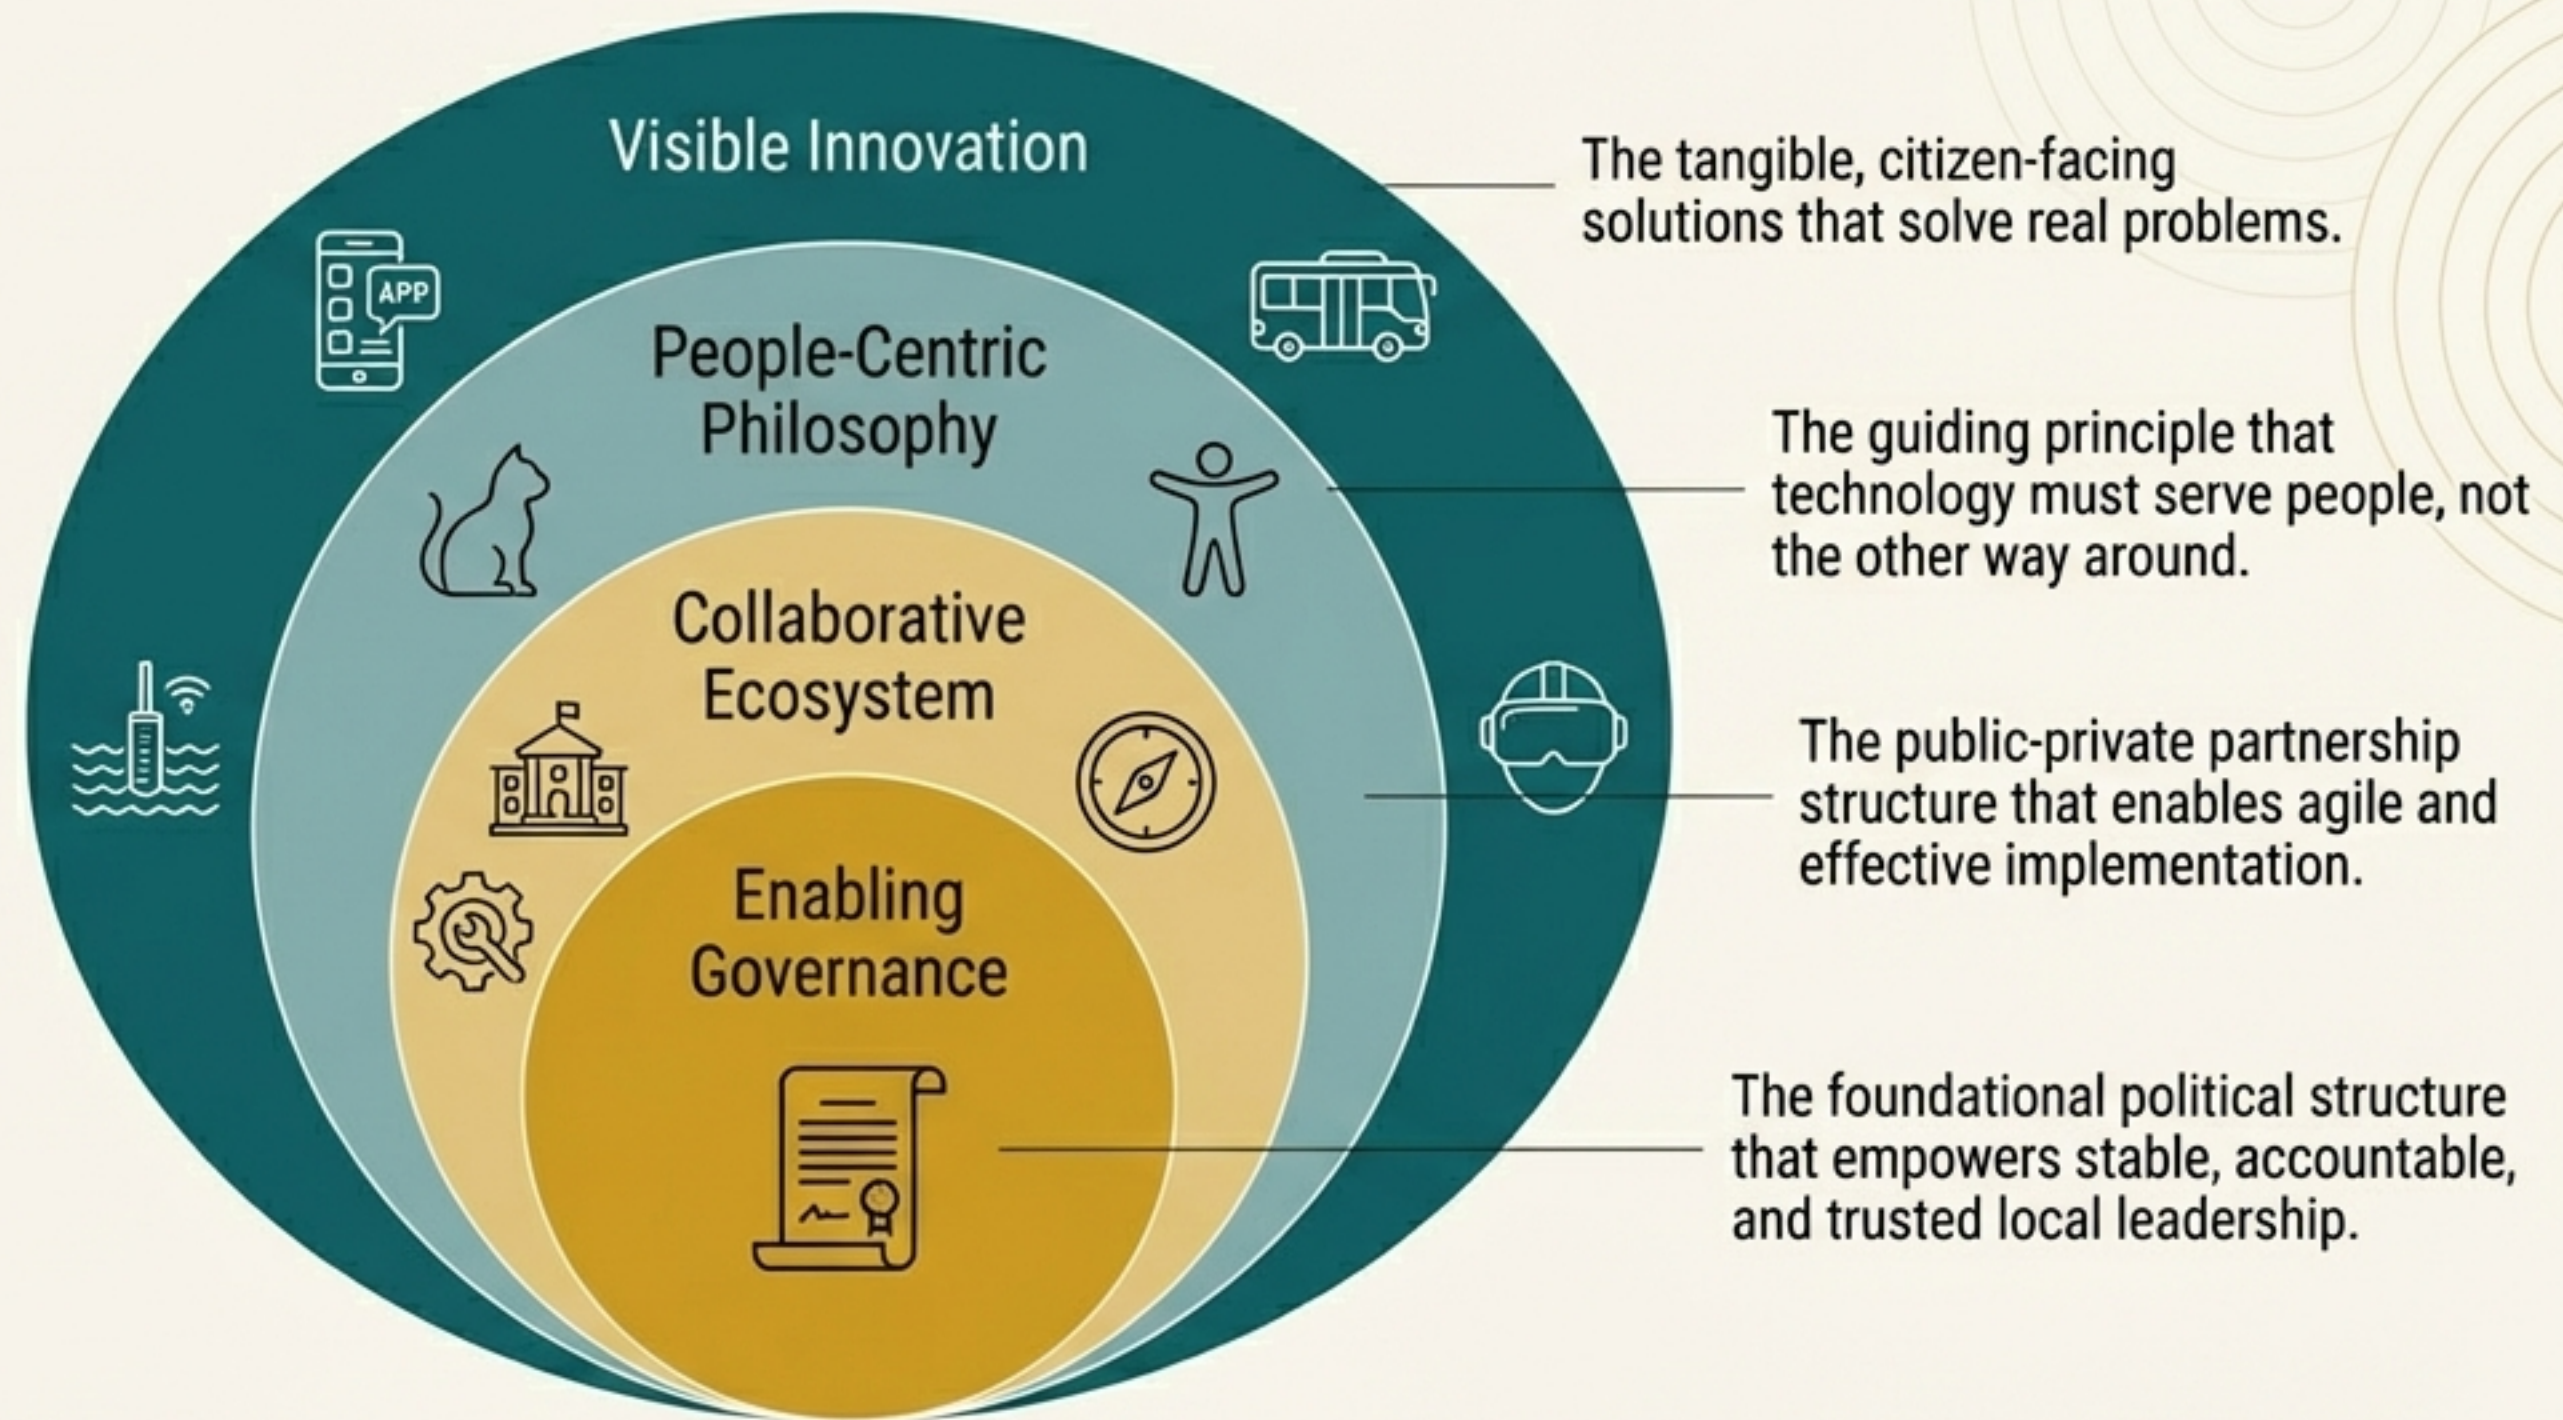 Visible Innovation
The tangible, citizen-facing
solutions that solve real problems.
APP
People-Centric
Philosophy
The guiding principle that
technology must serve people, not
the other way around.
Collaborative
Ecosystem
The public-private partnership
structure that enables agile and
effective implementation.
Enabling
Governance
The foundational political structure
that empowers stable, accountable,
and trusted local leadership.